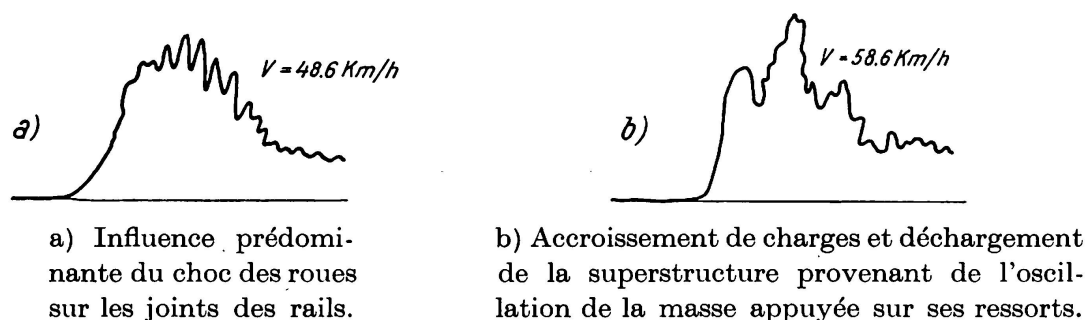 a)
V = 48.6 Km/h
b)
V = 58.6 Km/h
a) Influence prédomi-
nante du choc des roues
sur les joints des rails.
b) Accroissement de charges et déchargement
de la superstructure provenant de l'oscil-
lation de la masse appuyée sur ses ressorts.